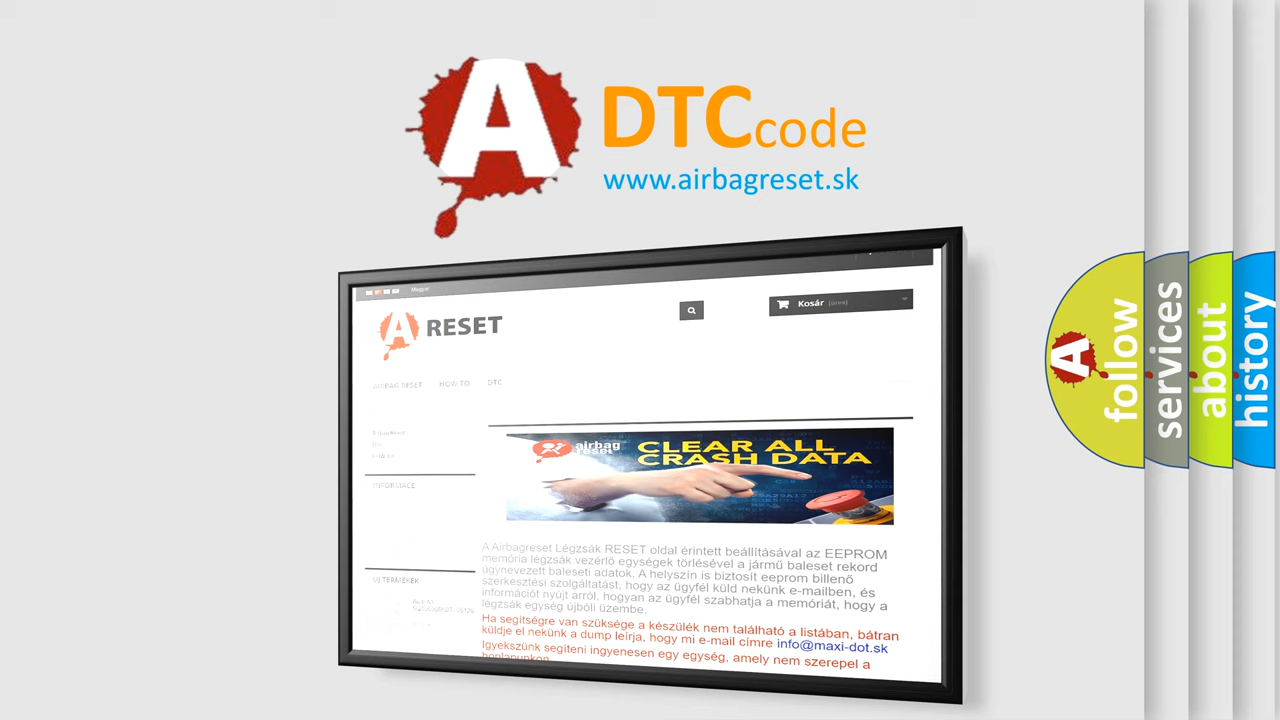 A DTCcode
www.airbagreset.sk
Magyar
Kosár (üres)
A RESET
AIRBAG RESET HOW TO DTC
INFORMACE
airbag reset
CLEAR ALL
CRASH DATA
A Airbagreset Légzsák RESET oldal érintett beállításával az EEPROM
memória légzsák vezérlő egységek törlésével a jármű baleset rekord
úgynevezett baleseti adatok. A helyszín is biztosít eeprom billenő
szerkesztési szolgáltatást, hogy az ügyfél küld nekünk e-mailben, és
információt nyújt arról, hogyan az ügyfél szabhatja a memóriát, hogy a
légzsák egység újbóli üzembe.
Ha segítségre van szüksége a készülék nem található a listában, bátran
küldje el nekünk a dump leírja, hogy mi e-mail címre info@maxi-dot.sk
Igyekszünk segíteni ingyenesen egy egység, amely nem szerepel a
honlapunkon
ÚJ TERMÉKEK
A
follow
services
about
history